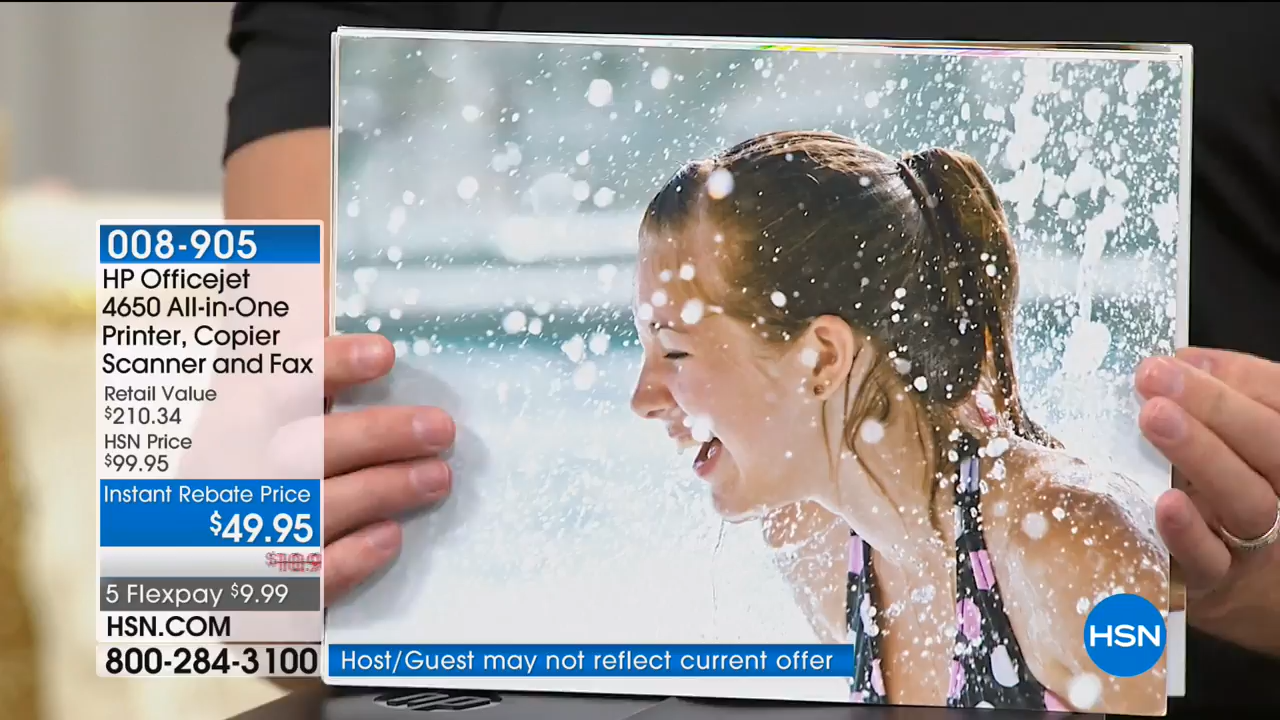 008-905
HP Officejet
4650 All-in-One
Printer, Copier
Scanner and Fax
Retail Value
$210.34
HSN Price
$99.95
Instant Rebate Price
$49.95
5 Flexpay $9.99
HSN.COM
800-284-3100
Host/Guest may not reflect current offer
HSN
hp